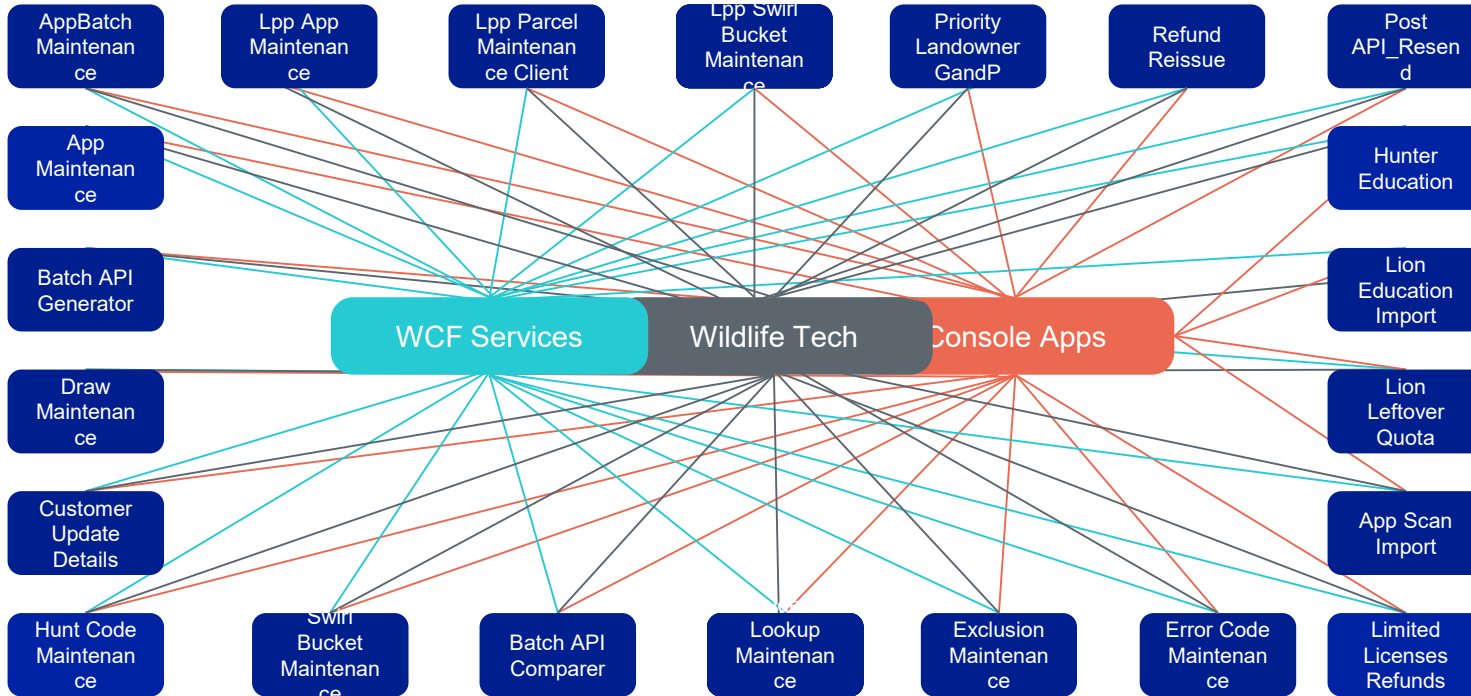 AppBatch
Maintenan
ce
Lpp App
Maintenan
ce
Lpp Parcel
Maintenan
ce Client
Lpp Swirl
Bucket
Maintenan
ce
Priority
Landowner
GandP
Refund
Reissue
Post
API_Resen
d
App
Maintenan
ce
Hunter
Education
Batch API
Generator
Lion
Education
Import
WCF Services
Wildlife Tech
Console Apps
Draw
Maintenan
ce
Lion
Leftover
Quota
Customer
Update
Details
App Scan
Import
Hunt Code
Maintenan
ce
Swirl
Bucket
Maintenan
ce
Batch API
Comparer
Lookup
Maintenan
ce
Exclusion
Maintenan
ce
Error Code
Maintenan
ce
Limited
Licenses
Refunds